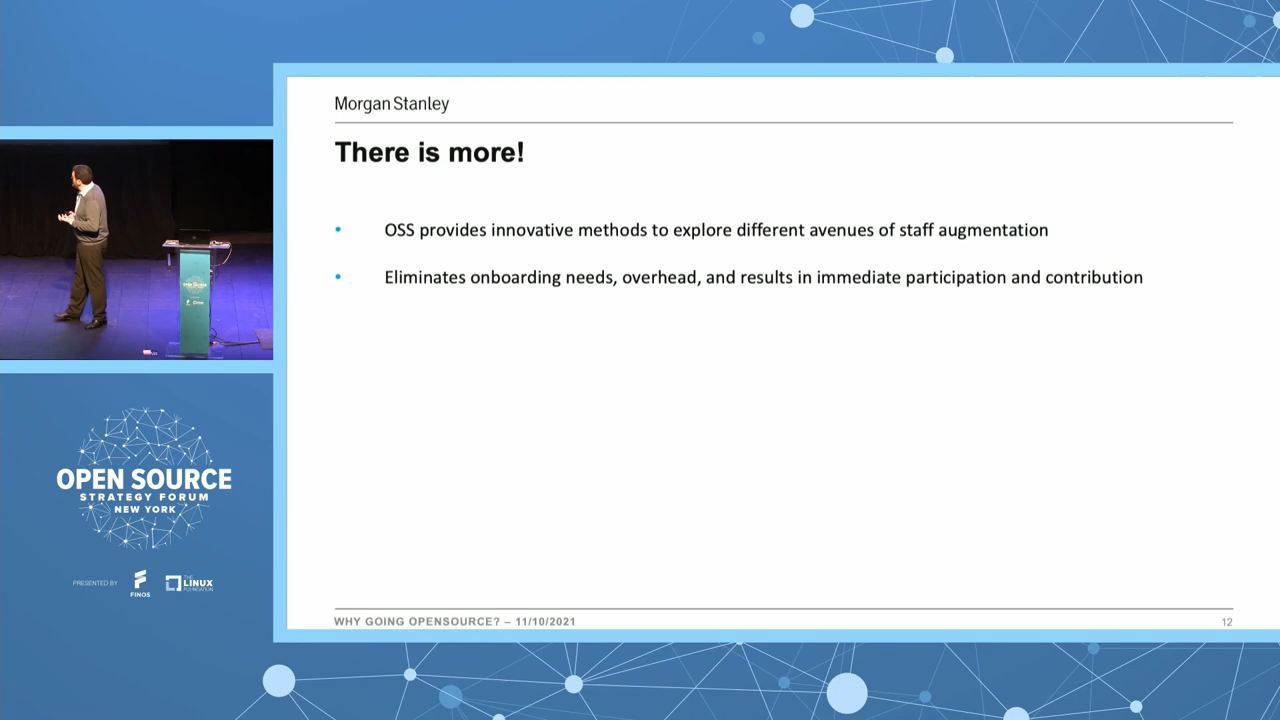 Morgan Stanley
There is more!
• OSS provides innovative methods to explore different avenues of staff augmentation
• Eliminates onboarding needs, overhead, and results in immediate participation and contribution
WHY GOING OPENSOURCE? – 11/10/2021
12
OPEN SOURCE
STRATEGY FORUM
NEW YORK
PRESENTED BY
FINOS
THE
LINUX
FOUNDATION